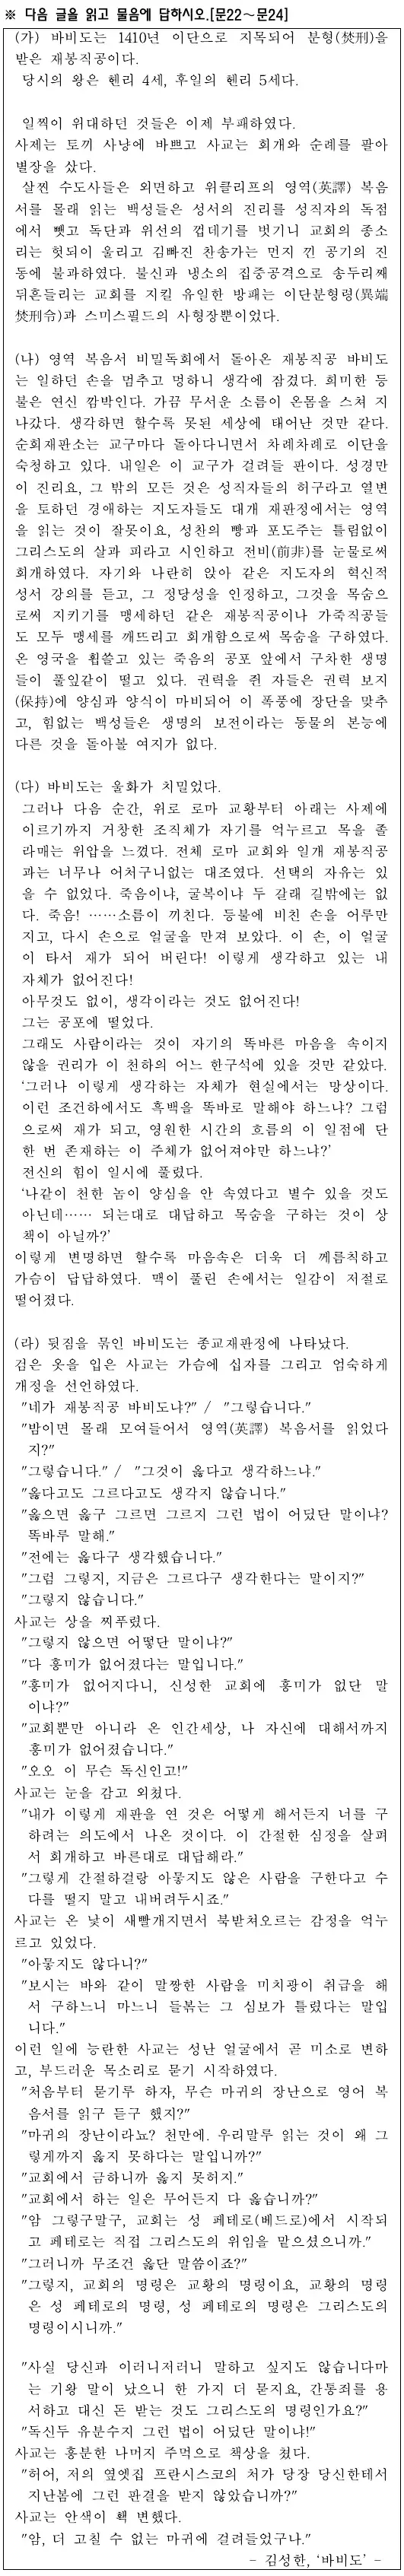 ※ 다음 글을 읽고 물음에 답하시오.[문22～문24]
(가) 바비도는 1410년 이단으로 지목되어 분형(焚刑)을
받은 재봉직공이다.
당시의 왕은 헨리 4세, 후일의 헨리 5세다.
일찍이 위대하던 것들은 이제 부패하였다.
사제는 토끼 사냥에 바쁘고 사교는 회개와 순례를 팔아
별장을 샀다.
살찐 수도사들은 외면하고 위클리프의 영역(英譯) 복음
서를 몰래 읽는 백성들은 성서의 진리를 성직자의 독점
에서 뺏고 독단과 위선의 껍데기를 벗기니 교회의 종소
리는 헛되이 울리고 김빠진 찬송가는 먼지 낀 공기의 진
동에 불과하였다. 불신과 냉소의 집중공격으로 송두리째
뒤흔들리는 교회를 지킬 유일한 방패는 이단분형령(異端
焚刑令)과 스미스필드의 사형장뿐이었다.
(나) 영역 복음서 비밀독회에서 돌아온 재봉직공 바비도
는 일하던 손을 멈추고 멍하니 생각에 잠겼다. 희미한 등
불은 연신 깜박인다. 가끔 무서운 소름이 온몸을 스쳐 지
나갔다. 생각하면 할수록 못된 세상에 태어난 것만 같다.
순회재판소는 교구마다 돌아다니면서 차례차례로 이단을
숙청하고 있다. 내일은 이 교구가 걸려들 판이다. 성경만
이 진리요, 그 밖의 모든 것은 성직자들의 허구라고 열변
을 토하던 경애하는 지도자들도 대개 재판정에서는 영역
을 읽는 것이 잘못이요, 성찬의 빵과 포도주는 틀림없이
그리스도의 살과 피라고 시인하고 전비(前非)를 눈물로써
회개하였다. 자기와 나란히 앉아 같은 지도자의 혁신적
성서 강의를 듣고, 그 정당성을 인정하고, 그것을 목숨으
로써 지키기를 맹세하던 같은 재봉직공이나 가죽직공들
도 모두 맹세를 깨뜨리고 회개함으로써 목숨을 구하였다.
온 영국을 휩쓸고 있는 죽음의 공포 앞에서 구차한 생명
들이 풀잎같이 떨고 있다. 권력을 쥔 자들은 권력 보지
(保持)에 양심과 양식이 마비되어 이 폭풍에 장단을 맞추
고, 힘없는 백성들은 생명의 보전이라는 동물의 본능에
다른 것을 돌아볼 여지가 없다.
(다) 바비도는 울화가 치밀었다.
그러나 다음 순간, 위로 로마 교황부터 아래는 사제에
이르기까지 거창한 조직체가 자기를 억누르고 목을 졸
라매는 위압을 느꼈다. 전체 로마 교회와 일개 재봉직공
과는 너무나 어처구니없는 대조였다. 선택의 자유는 있
을 수 없었다. 죽음이냐, 굴복이냐 두 갈래 길밖에는 없
다. 죽음! ……소름이 끼친다. 등불에 비친 손을 어루만
지고, 다시 손으로 얼굴을 만져 보았다. 이 손, 이 얼굴
이 타서 재가 되어 버린다! 이렇게 생각하고 있는 내
자체가 없어진다!
아무것도 없이, 생각이라는 것도 없어진다!
그는 공포에 떨었다.
그래도 사람이라는 것이 자기의 똑바른 마음을 속이지
않을 권리가 이 천하의 어느 한구석에 있을 것만 같았다.
‘그러나 이렇게 생각하는 자체가 현실에서는 망상이다.
이런 조건하에서도 흑백을 똑바로 말해야 하느냐? 그럼
으로써 재가 되고, 영원한 시간의 흐름의 이 일점에 단
한 번 존재하는 이 주체가 없어져야만 하느냐?’
전신의 힘이 일시에 풀렸다.
‘나같이 천한 놈이 양심을 안 속였다고 별수 있을 것도
아닌데…… 되는대로 대답하고 목숨을 구하는 것이 상
책이 아닐까?’
이렇게 변명하면 할수록 마음속은 더욱 더 께름칙하고
가슴이 답답하였다. 맥이 풀린 손에서는 일감이 저절로
떨어졌다.
(라) 뒷짐을 묶인 바비도는 종교재판정에 나타났다.
검은 옷을 입은 사교는 가슴에 십자를 그리고 엄숙하게
개정을 선언하였다.
"네가 재봉직공 바비도냐?" / "그렇습니다."
"밤이면 몰래 모여들어서 영역(英譯) 복음서를 읽었다
지?"
"그렇습니다." / "그것이 옳다고 생각하느냐."
"옳다고도 그르다고도 생각지 않습니다."
"옳으면 옳구 그르면 그르지 그런 법이 어딨단 말이냐?
똑바루 말해."
"전에는 옳다구 생각했습니다."
"그럼 그렇지, 지금은 그르다구 생각한다는 말이지?"
"그렇지 않습니다."
사교는 상을 찌푸렸다.
"그렇지 않으면 어떻단 말이냐?"
"다 흥미가 없어졌다는 말입니다."
"흥미가 없어지다니, 신성한 교회에 흥미가 없단 말
이냐?"
"교회뿐만 아니라 온 인간세상, 나 자신에 대해서까지
흥미가 없어졌습니다."
"오오 이 무슨 독신인고!"
사교는 눈을 감고 외쳤다.
"내가 이렇게 재판을 연 것은 어떻게 해서든지 너를 구
하려는 의도에서 나온 것이다. 이 간절한 심정을 살펴
서 회개하고 바른대로 대답해라."
"그렇게 간절하걸랑 아뭏지도 않은 사람을 구한다고 수
다를 떨지 말고 내버려두시죠."
사교는 온 낯이 새빨개지면서 북받쳐오르는 감정을 억누
르고 있었다.
"아뭏지도 않다니?"
"보시는 바와 같이 말짱한 사람을 미치광이 취급을 해
서 구하느니 마느니 들볶는 그 심보가 틀렸다는 말입
니다."
이런 일에 능란한 사교는 성난 얼굴에서 곧 미소로 변하
고, 부드러운 목소리로 묻기 시작하였다.
"처음부터 묻기루 하자, 무슨 마귀의 장난으로 영어 복
음서를 읽구 듣구 했지?"
"마귀의 장난이라뇨? 천만에. 우리말루 읽는 것이 왜 그
렇게까지 옳지 못하다는 말입니까?"
"교회에서 금하니까 옳지 못히지."
"교회에서 하는 일은 무어든지 다 옳습니까?"
"암 그렇구말구, 교회는 성 페테로(베드로)에서 시작되
고 페테로는 직접 그리스도의 위임을 맡으셨으니까."
"그러니까 무조건 옳단 말씀이죠?"
"그렇지, 교회의 명령은 교황의 명령이요, 교황의 명령
은 성 페테로의 명령, 성 페테로의 명령은 그리스도의
명령이시니까."
"사실 당신과 이러니저러니 말하고 싶지도 않습니다마
는 기왕 말이 났으니 한 가지 더 묻지요, 간통죄를 용
서하고 대신 돈 받는 것도 그리스도의 명령인가요?"
"독신두 유분수지 그런 법이 어딨단 말이냐!"
사교는 흥분한 나머지 주먹으로 책상을 쳤다.
"허어, 저의 옆엣집 프란시스코의 처가 당장 당신한테서
지난봄에 그런 판결을 받지 않았습니까?"
사교는 안색이 홱 변했다.
"암, 더 고칠 수 없는 마귀에 걸려들었구나."
- 김성한, ‘바비도’ -